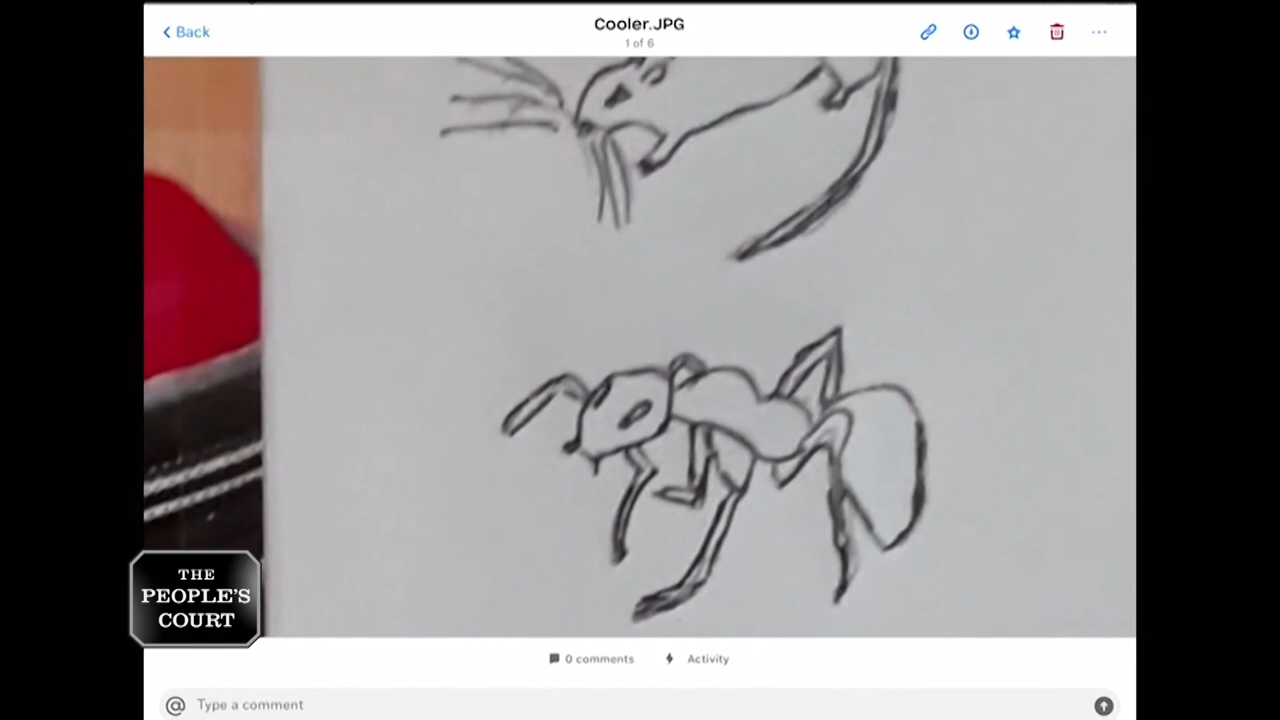 Back
Cooler.JPG
1 of 6
THE
PEOPLE'S
COURT
0 comments
Activity
@ Type a comment